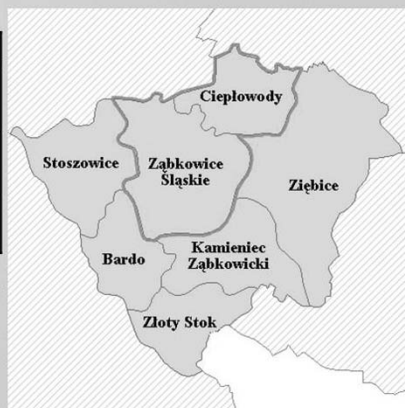 Ciepłowody
Stoszowice
Ząbkowice
Śląskie
Ziębice
Bardo
Kamieniec
Ząbkowicki
Złoty Stok